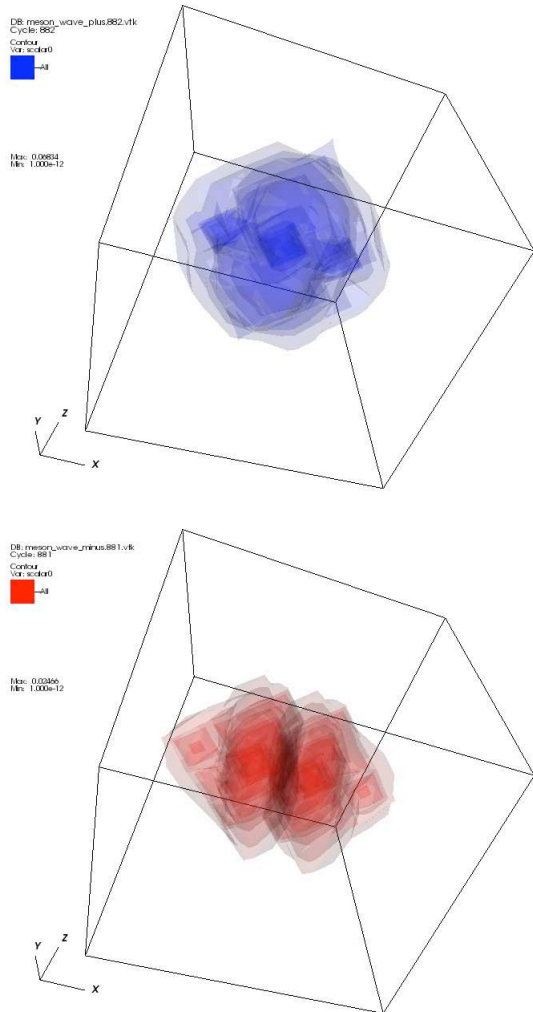 DB: meson_wave_plus.882.vtk
Cycle: 882
Contour
Var: scalar0
All
Max: 0.06834
Min: 1.000e-12
Y
Z
X
DB: meson_wave_minus.881.vtk
Cycle: 881
Contour
Var: scalar0
All
Max: 0.02466
Min: 1.000e-12
Y
Z
X